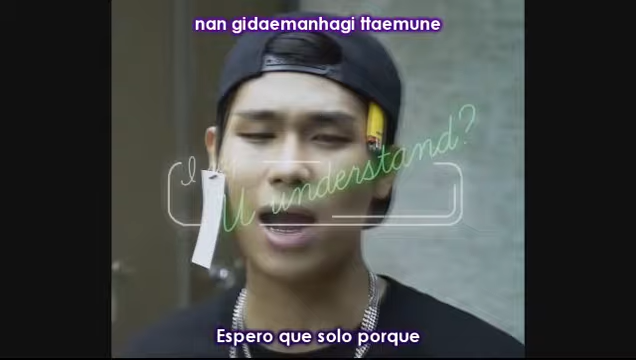 nan gidaemanhagi ttaemune
I
U understand?
Espero que solo porque